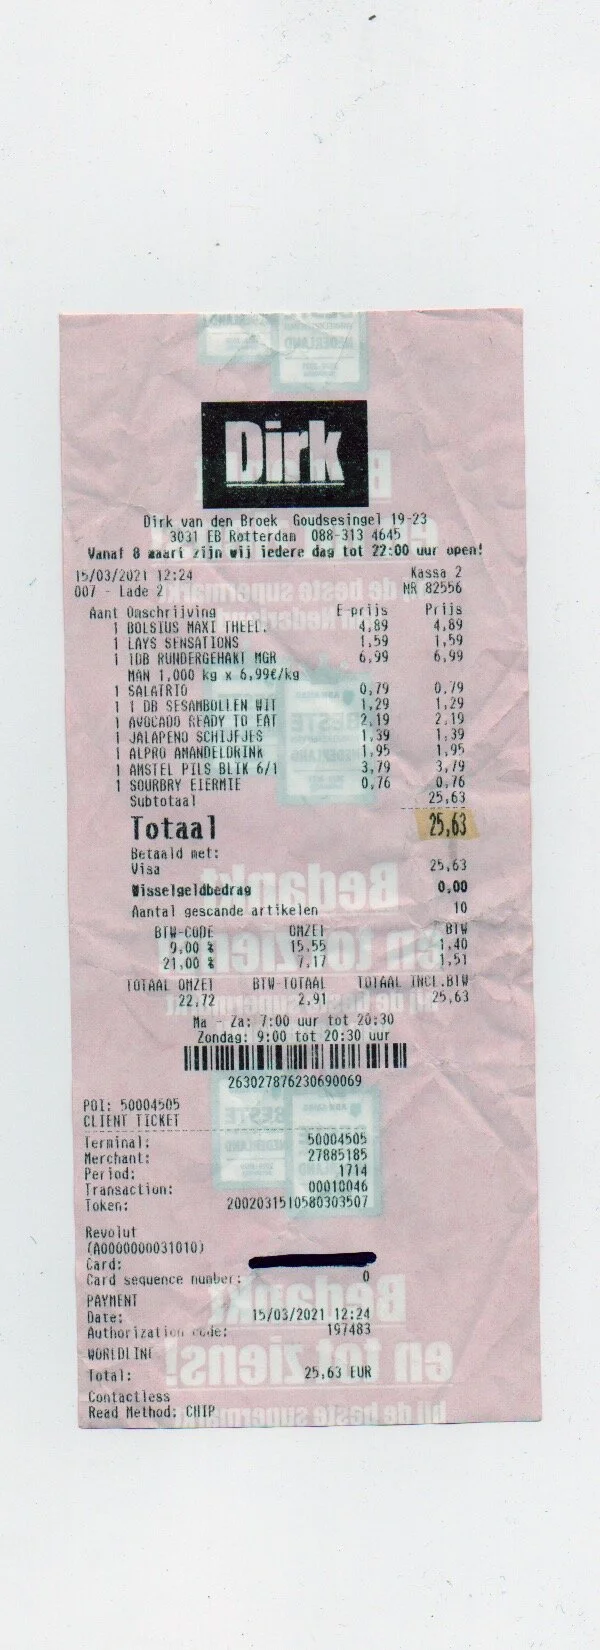 Dirk
Dirk van den Broek Goudsesingel 19-23
3031 EB Rotterdam 088-313 4645
Vanaf 8 maart zijn wij iedere dag tot 22:00 uur open!
15/03/2021 12:24 Kassa 2
007 - Lade 2 NR 82556
Aant Omschrijving E-prijs Prijs
1 BOLSIUS MAXI THEEL. 4,89 4,89
1 LAYS SENSATIONS 1,59 1,59
1 1DB RUNDERGEHAKT MGR 6,99 6,99
MAN 1,000 kg x 6,99€/kg
1 SALATRIO 0,79 0,79
1 1 DB SESAMBOLLEN WIT 1,29 1,29
1 AVOCADO READY TO EAT 2,19 2,19
1 JALAPENO SCHIJFJES 1,39 1,39
1 ALPRO AMANDELDRINK 1,95 1,95
1 AMSTEL PILS BLIK 6/1 3,79 3,79
1 SOURBRY EIERMIE 0,76 0,76
Subtotaal 25,63
Totaal 25,63
Betaald met:
Visa 25,63
Wisselgeldbedrag 0,00
Aantal gescande artikelen 10
BTW-CODE OMZET BTW
9,00 % 15,55 1,40
21,00 % 7,17 1,51
TOTAAL OMZET BTW-TOTAAL TOTAAL INCL.BTW
22,72 2,91 25,63
Ma - Za: 7:00 uur tot 20:30
Zondag: 9:00 tot 20:30 uur
263027876230690069
POI: 50004505
CLIENT TICKET
Terminal: 50004505
Merchant: 27885185
Period: 1714
Transaction: 00010046
Token: 2002031510580303507
Revolut
(A0000000031010)
Card:
Card sequence number: 0
PAYMENT
Date: 15/03/2021 12:24
Authorization code: 197483
WORLDLINE
Total: 25,63 EUR
Contactless
Read Method: CHIP